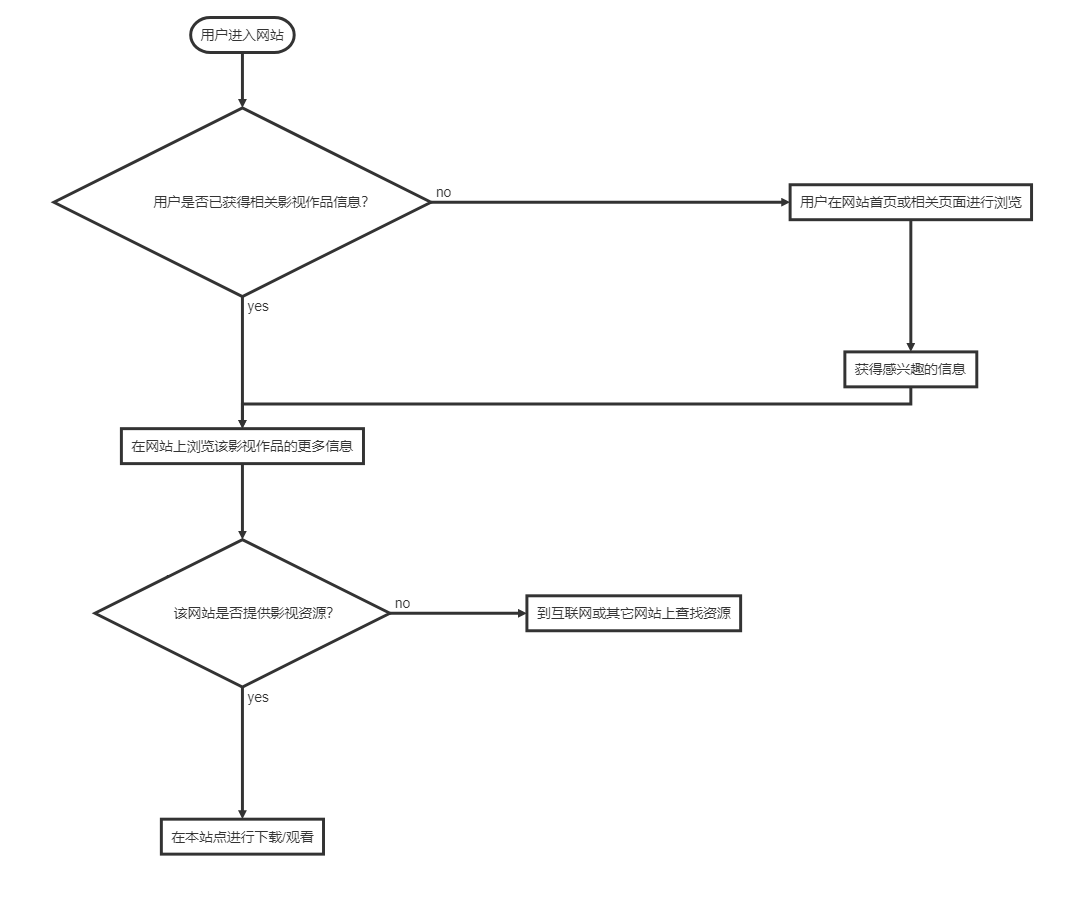 用户进入网站
用户是否已获得相关影视作品信息?
no
用户在网站首页或相关页面进行浏览
yes
获得感兴趣的信息
在网站上浏览该影视作品的更多信息
该网站是否提供影视资源?
no
到互联网或其它网站上查找资源
yes
在本站点进行下载/观看